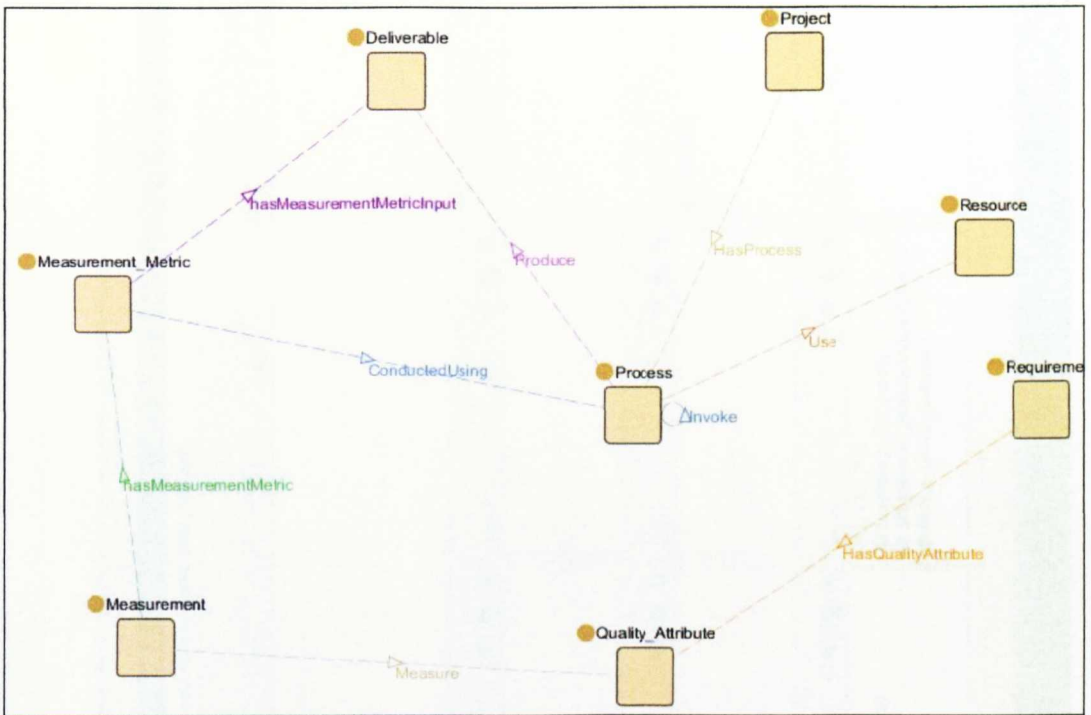 Project
Deliverable
hasMeasurementMetricInput
Resource
Produce
HasProcess
Measurement_Metric
Use
ConductedUsing
Process
Requireme
Invoke
hasMeasurementMetric
HasQualityAttribute
Measurement
Quality_Attribute
Measure